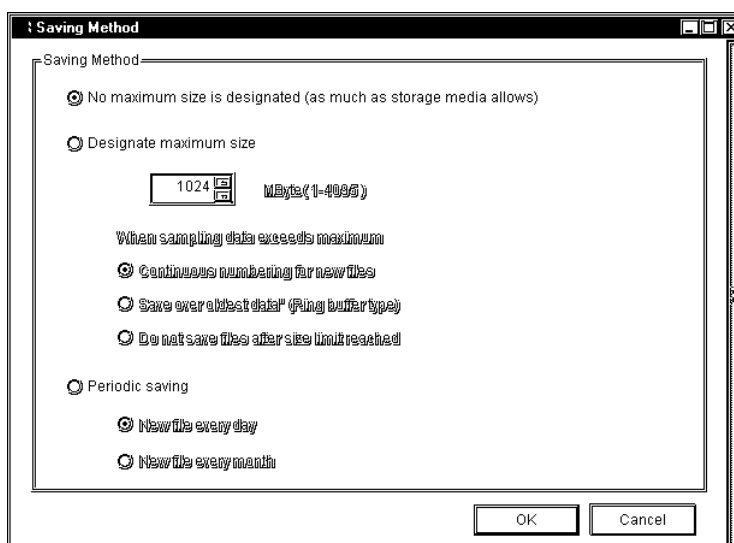 Saving Method
Saving Method
No maximum size is designated (as much as storage media allows)
Designate maximum size
1024 MByte(1-4095)
When sampling data exceeds maximum
Continuous numbering for new files
Save over oldest data" (Ring buffer type)
Do not save files after size limit reached
Periodic saving
New file every day
New file every month
OK Cancel